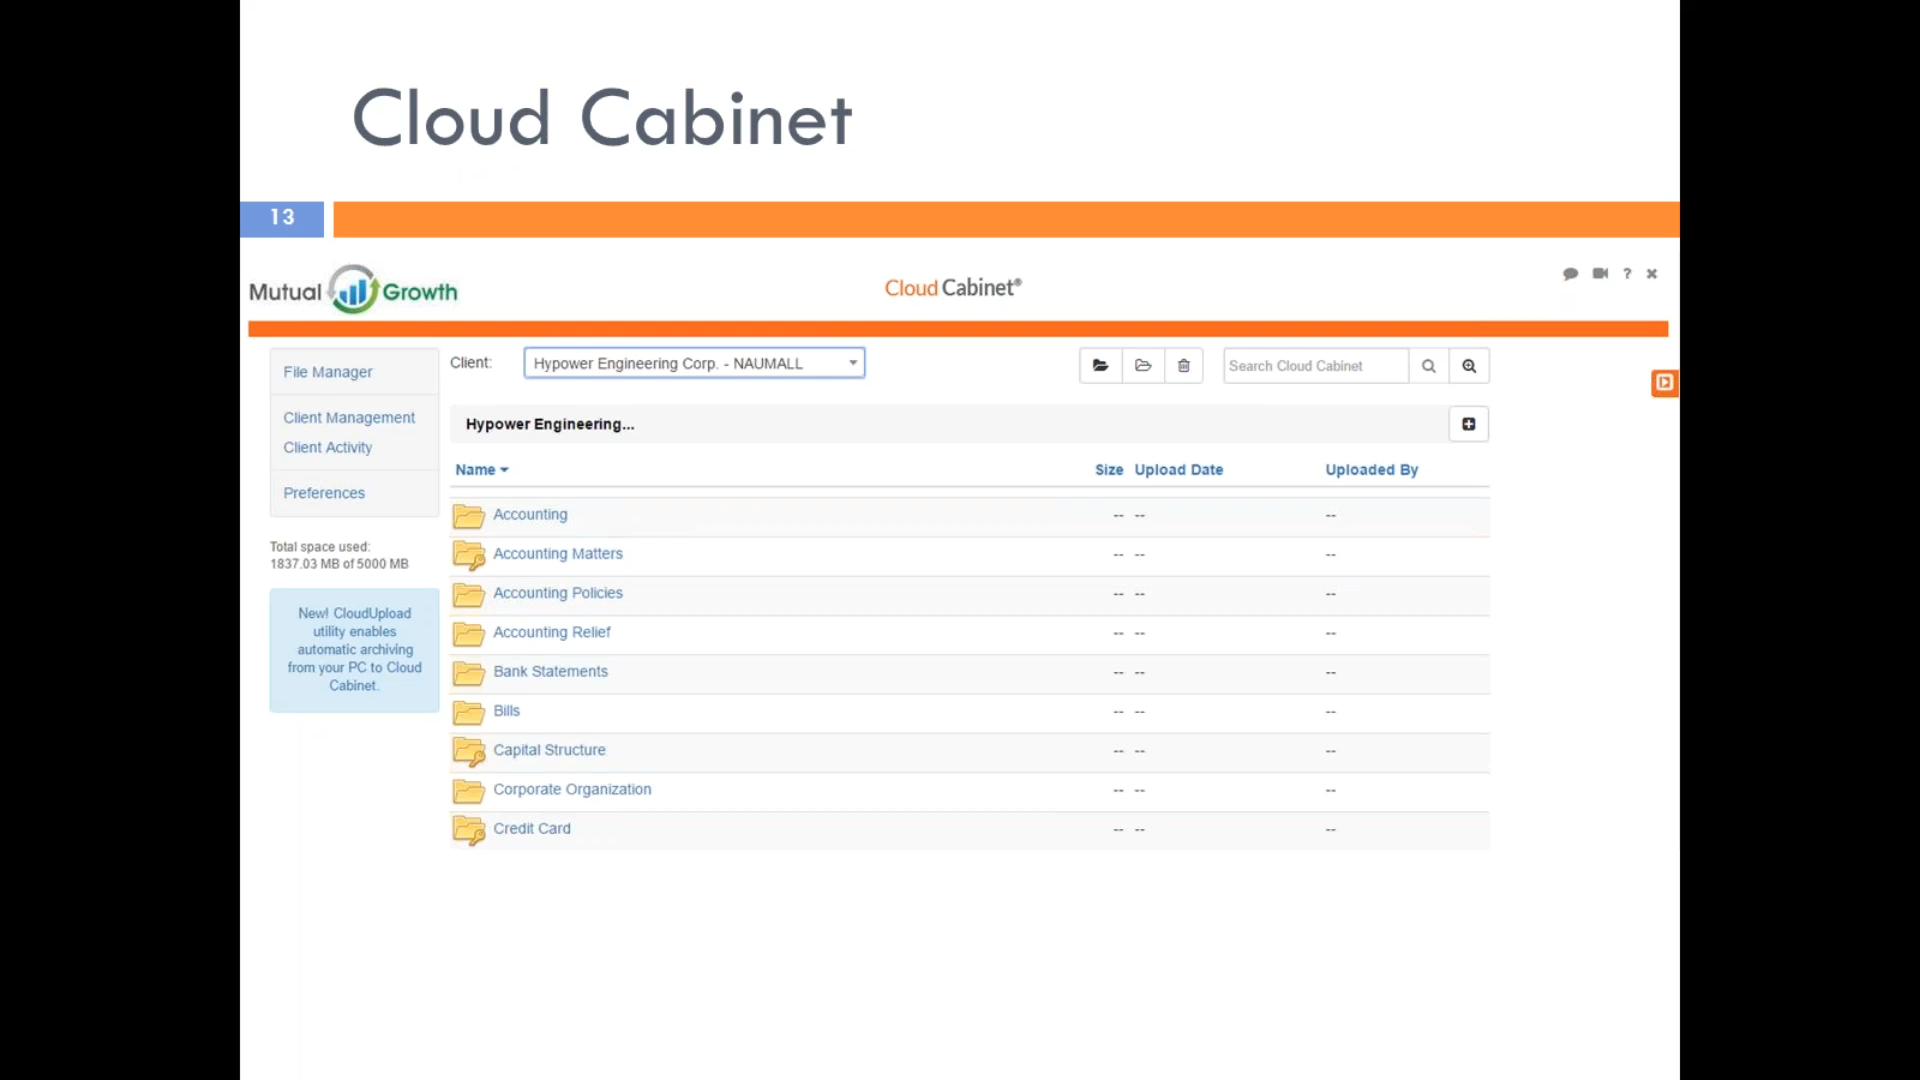 Cloud Cabinet
13
Mutual Growth
Cloud Cabinet®
?
File Manager
Client Management
Client Activity
Preferences
Total space used:
1837.03 MB of 5000 MB
New! CloudUpload
utility enables
automatic archiving
from your PC to Cloud
Cabinet.
Client: Hypower Engineering Corp. - NAUMALL
Search Cloud Cabinet
Hypower Engineering...
Name Size Upload Date Uploaded By
Accounting -- -- --
Accounting Matters -- -- --
Accounting Policies -- -- --
Accounting Relief -- -- --
Bank Statements -- -- --
Bills -- -- --
Capital Structure -- -- --
Corporate Organization -- -- --
Credit Card -- -- --